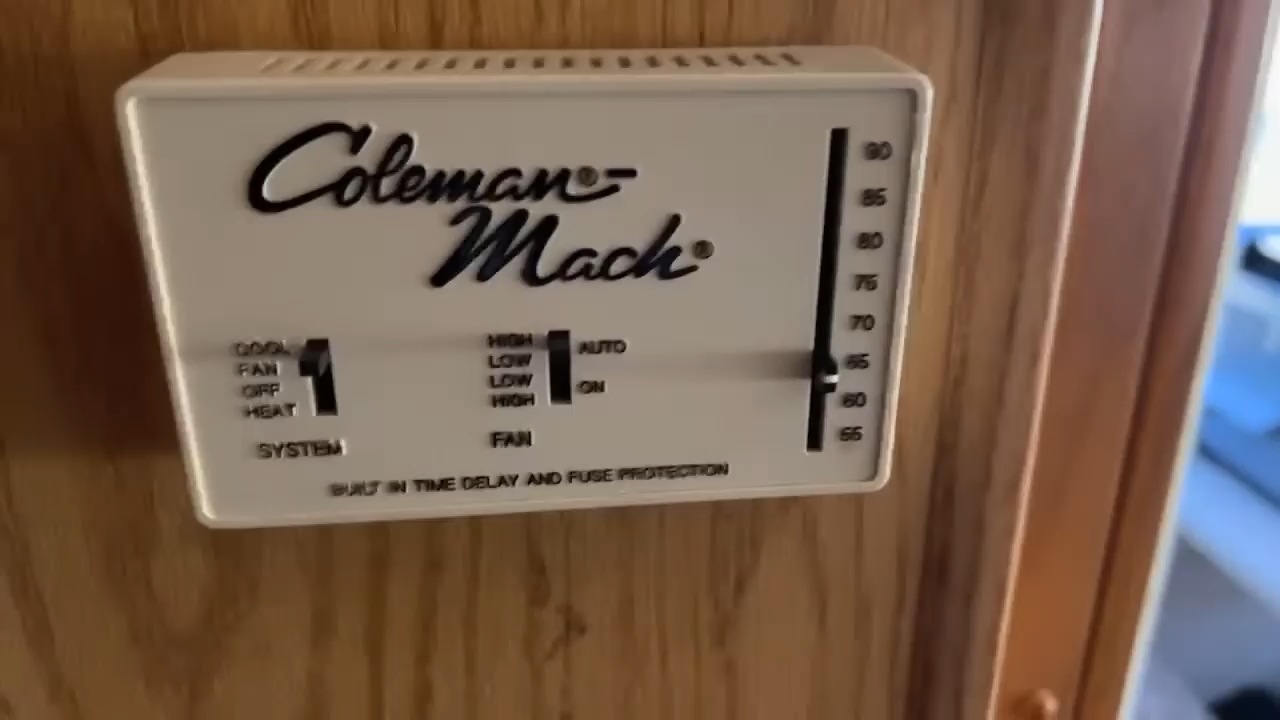 Coleman®-
Mach®
COOL
FAN
OFF
HEAT
SYSTEM
HIGH
LOW
LOW
HIGH
AUTO
ON
FAN
90
85
80
75
70
65
60
55
BUILT IN TIME DELAY AND FUSE PROTECTION